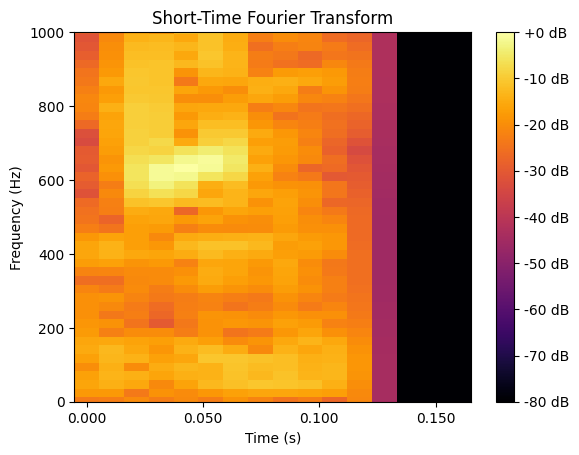 Short-Time Fourier Transform
1000
800
600
400
200
0
Frequency (Hz)
0.000
0.050
0.100
0.150
Time (s)
+0 dB
-10 dB
-20 dB
-30 dB
-40 dB
-50 dB
-60 dB
-70 dB
-80 dB